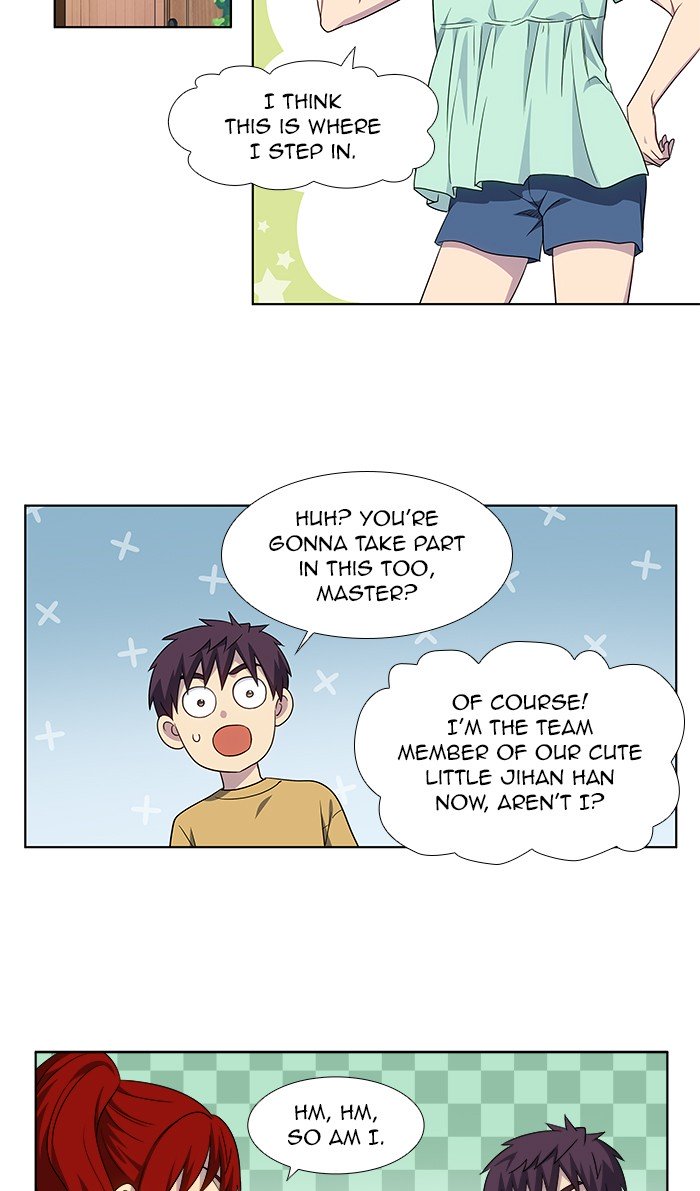 I THINK
THIS IS WHERE
I STEP IN.
HUH? YOU'RE
GONNA TAKE PART
IN THIS TOO,
MASTER?
OF COURSE!
I'M THE TEAM
MEMBER OF OUR CUTE
LITTLE JIHAN HAN
NOW, AREN'T I?
HM, HM,
SO AM I.